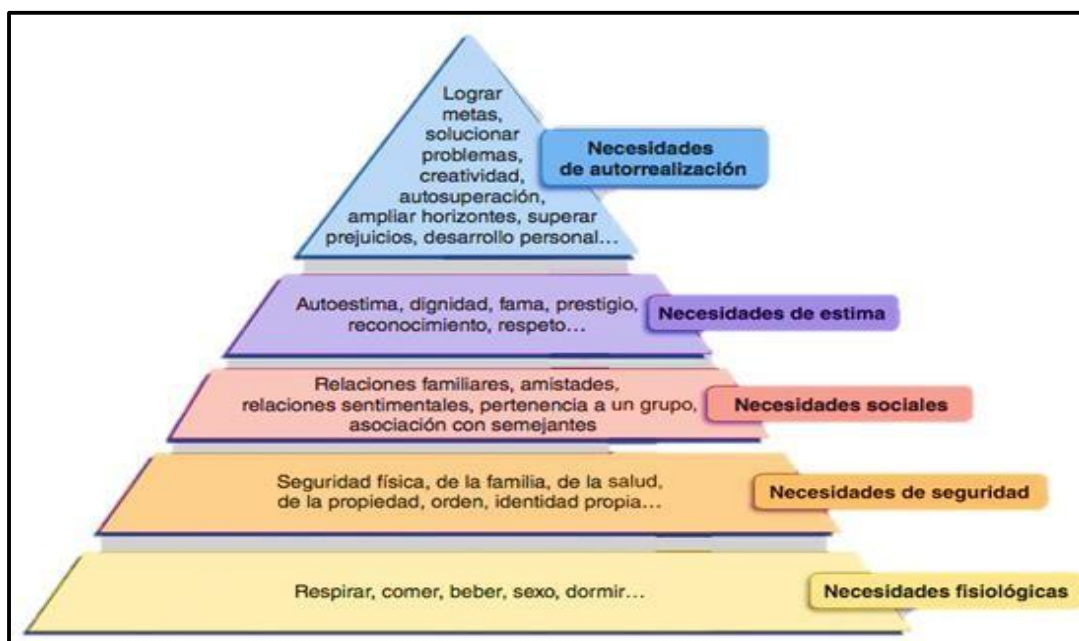 Lograr
metas,
solucionar
problemas,
creatividad,
autosuperación,
ampliar horizontes, superar
prejuicios, desarrollo personal...
Necesidades
de autorrealización
Autoestima, dignidad, fama, prestigio,
reconocimiento, respeto...
Necesidades de estima
Relaciones familiares, amistades,
relaciones sentimentales, pertenencia a un grupo,
asociación con semejantes
Necesidades sociales
Seguridad física, de la familia, de la salud,
de la propiedad, orden, identidad propia...
Necesidades de seguridad
Respirar, comer, beber, sexo, dormir...
Necesidades fisiológicas